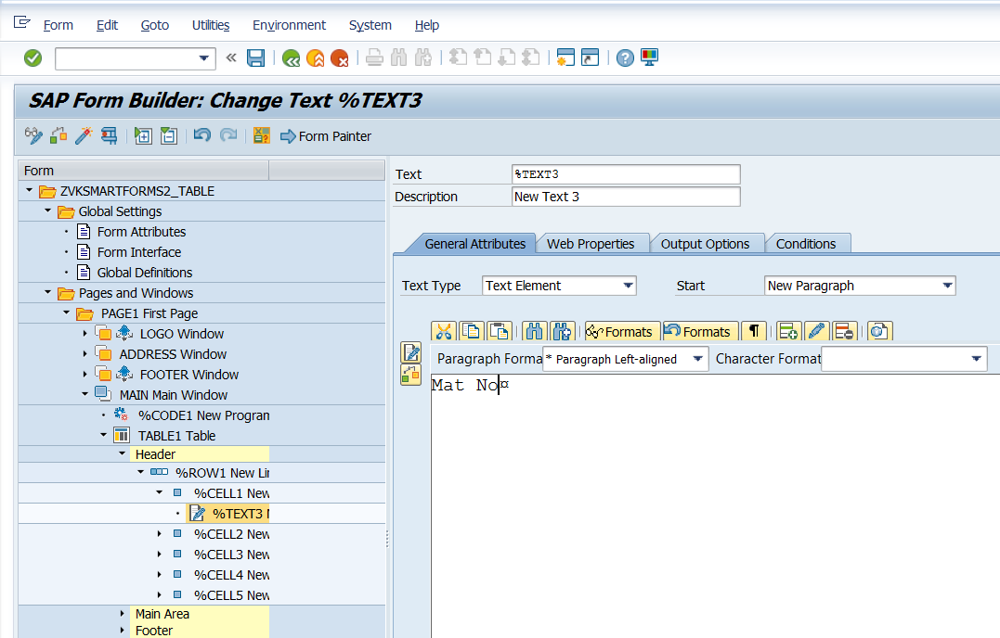 Form Edit Goto Utilities Environment System Help
SAP Form Builder: Change Text %TEXT3
Form Painter
Form
ZVKSMARTFORMS2_TABLE
Global Settings
Form Attributes
Form Interface
Global Definitions
Pages and Windows
PAGE1 First Page
LOGO Window
ADDRESS Window
FOOTER Window
MAIN Main Window
%CODE1 New Progran
TABLE1 Table
Header
%ROW1 New Lin
%CELL1 New
%TEXT3
%CELL2 New
%CELL3 New
%CELL4 New
%CELL5 New
Main Area
Footer
Text %TEXT3
Description New Text 3
General Attributes Web Properties Output Options Conditions
Text Type Text Element Start New Paragraph
Formats Formats ¶
Paragraph Forma * Paragraph Left-aligned Character Format
Mat No¤